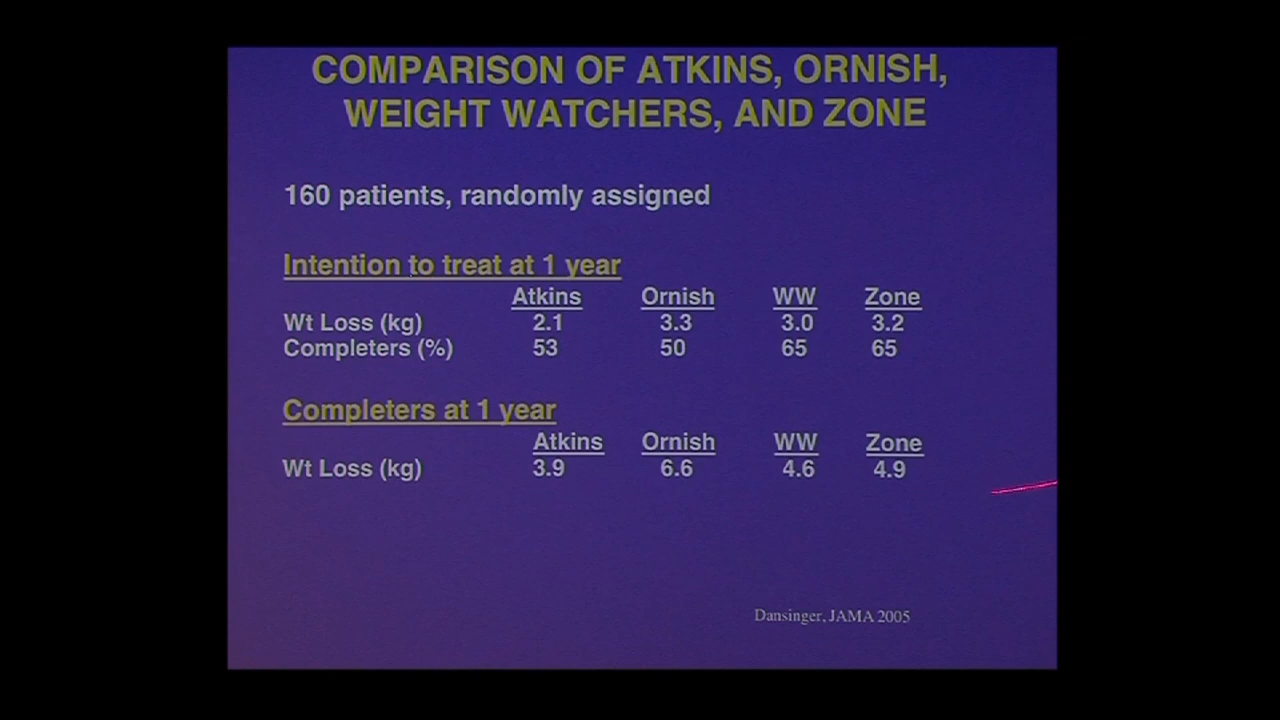 COMPARISON OF ATKINS, ORNISH,
WEIGHT WATCHERS, AND ZONE
160 patients, randomly assigned
Intention to treat at 1 year
Atkins Ornish WW Zone
Wt Loss (kg) 2.1 3.3 3.0 3.2
Completers (%) 53 50 65 65
Completers at 1 year
Atkins Ornish WW Zone
Wt Loss (kg) 3.9 6.6 4.6 4.9
Dansinger, JAMA 2005